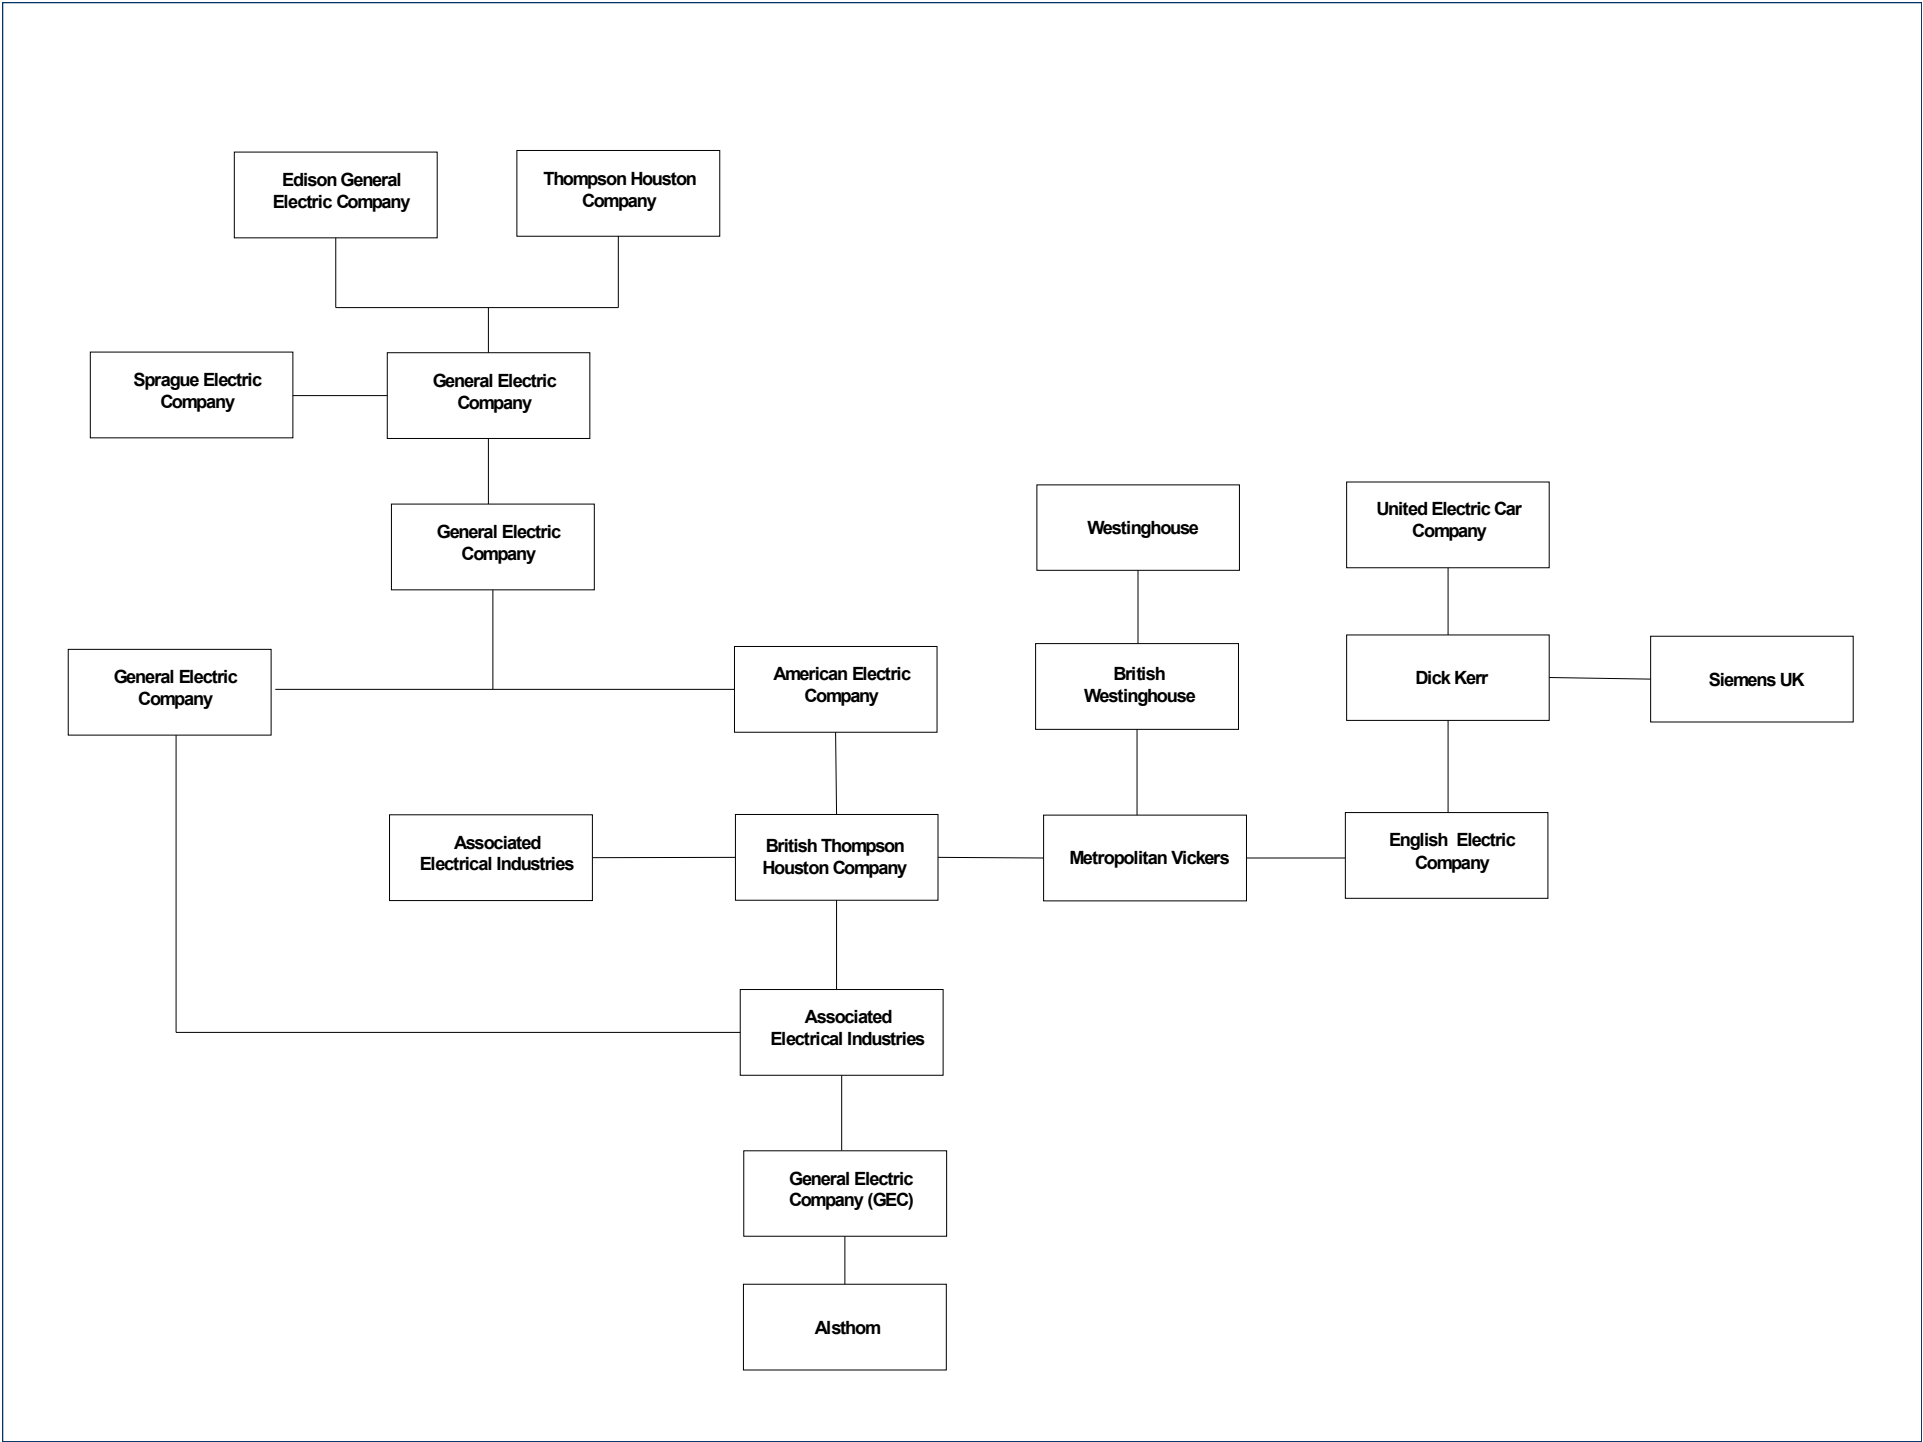 Edison General
Electric Company
Thompson Houston
Company
Sprague Electric
Company
General Electric
Company
General Electric
Company
Westinghouse
United Electric Car
Company
General Electric
Company
American Electric
Company
British
Westinghouse
Dick Kerr
Siemens UK
Associated
Electrical Industries
British Thompson
Houston Company
Metropolitan Vickers
English  Electric
Company
Associated
Electrical Industries
General Electric
Company (GEC)
Alsthom